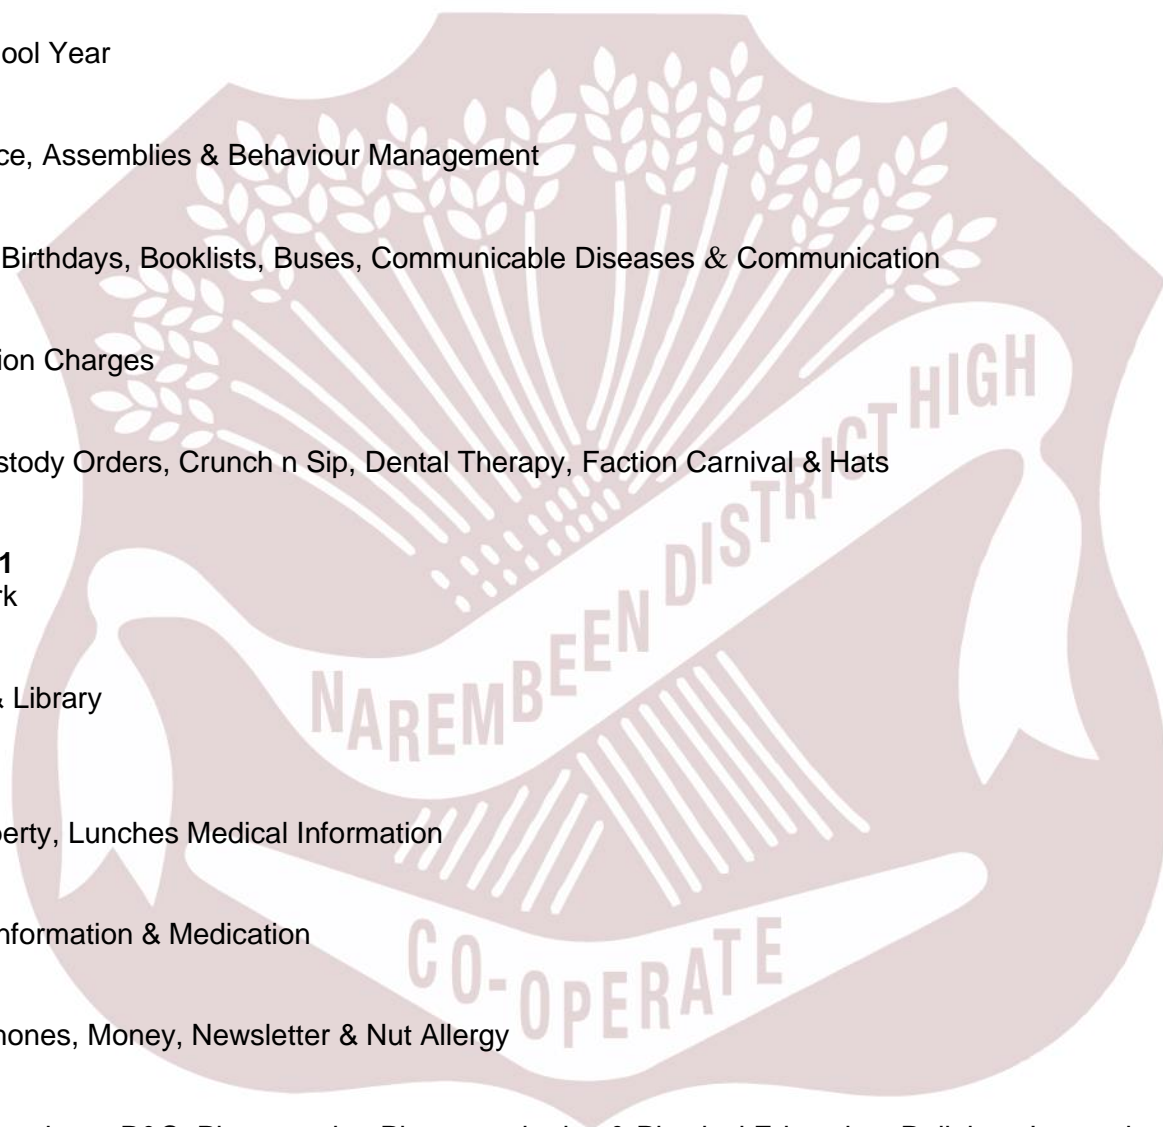 ool Year
ce, Assemblies & Behaviour Management
Birthdays, Booklists, Buses, Communicable Diseases & Communication
ion Charges
stody Orders, Crunch n Sip, Dental Therapy, Faction Carnival & Hats
1
rk
& Library
perty, Lunches Medical Information
nformation & Medication
hones, Money, Newsletter & Nut Allergy
NAREMBEEN DISTRICT HIGH
CO-OPERATE